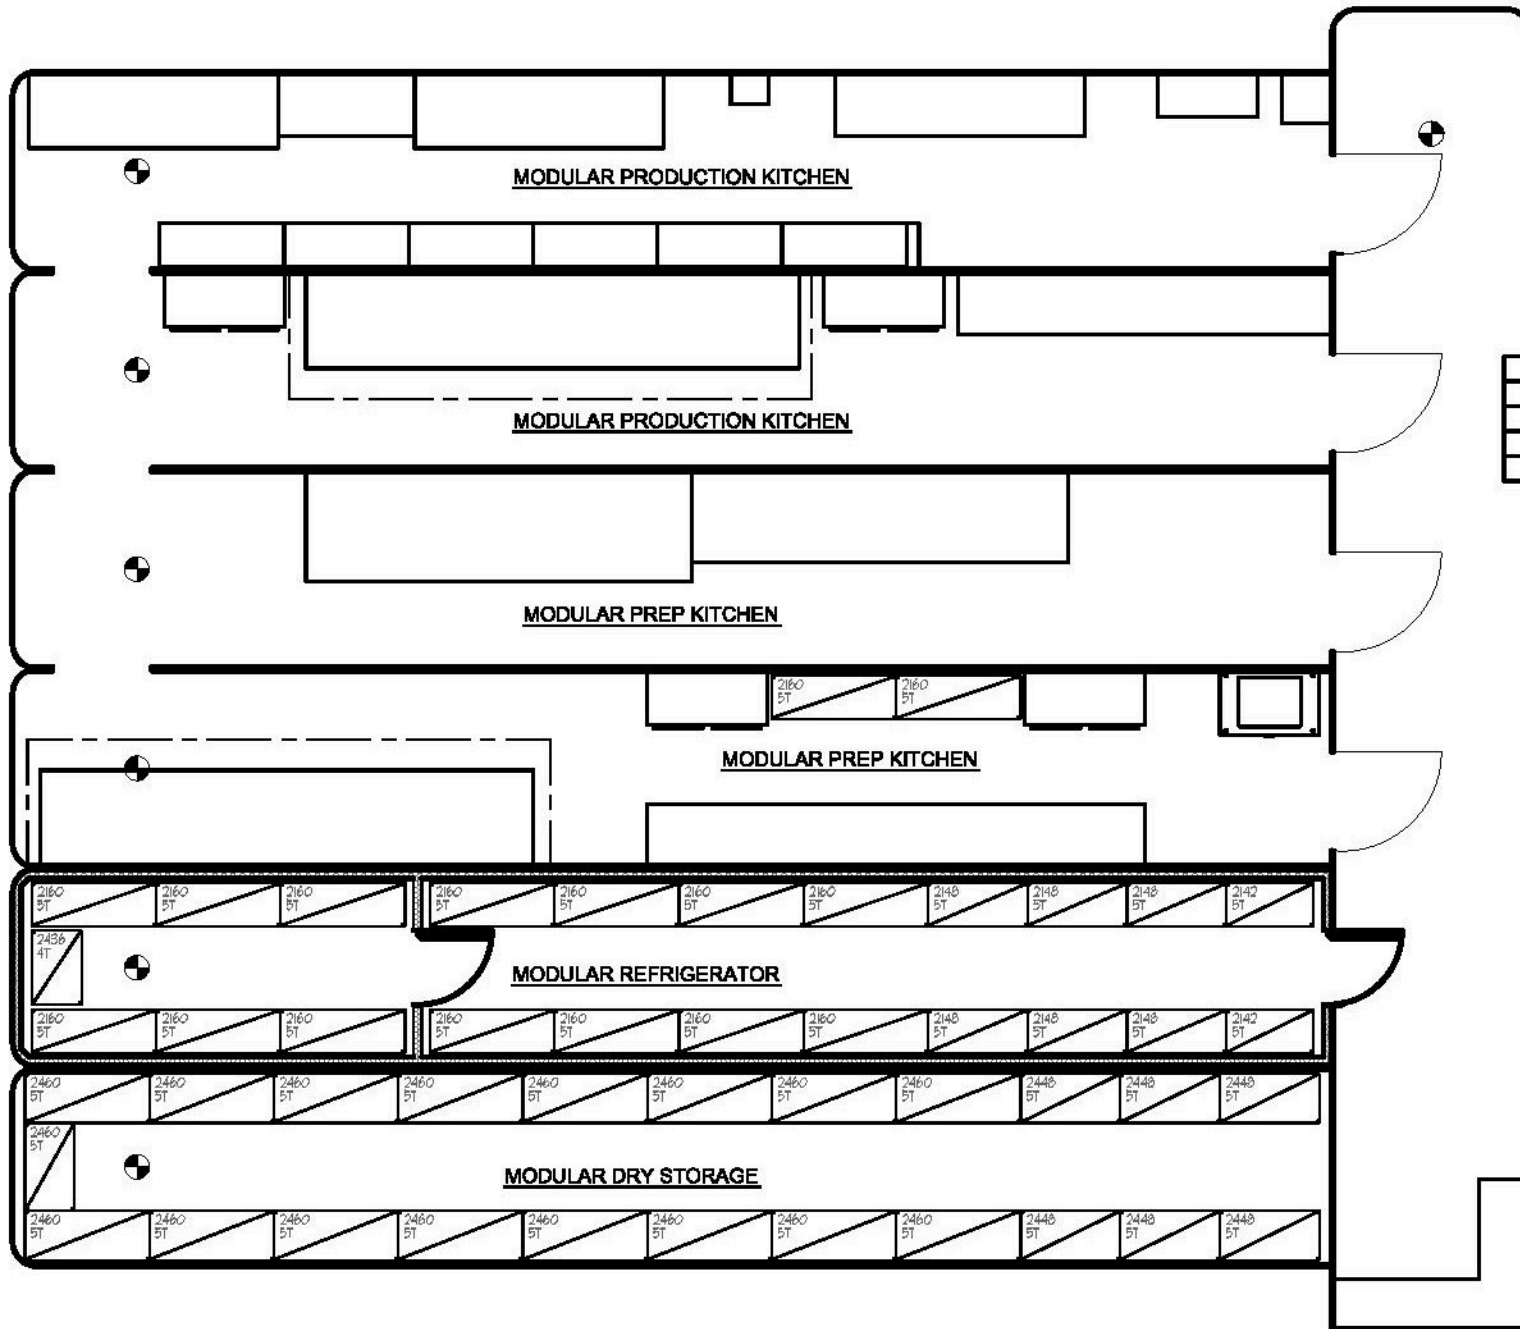 MODULAR PRODUCTION KITCHEN
MODULAR PRODUCTION KITCHEN
MODULAR PREP KITCHEN
2160 2160
5T 5T
MODULAR PREP KITCHEN
2160 2160 2160 2160 2160 2160 2160 2148 2148 2148 2142
5T 5T 5T 5T 5T 5T 5T 5T 5T 5T 5T
2436
4T
MODULAR REFRIGERATOR
2160 2160 2160 2160 2160 2160 2160 2148 2148 2148 2142
5T 5T 5T 5T 5T 5T 5T 5T 5T 5T 5T
2460 2460 2460 2460 2460 2460 2460 2460 2448 2448 2448
5T 5T 5T 5T 5T 5T 5T 5T 5T 5T 5T
2460
5T
MODULAR DRY STORAGE
2460 2460 2460 2460 2460 2460 2460 2460 2448 2448 2448
5T 5T 5T 5T 5T 5T 5T 5T 5T 5T 5T